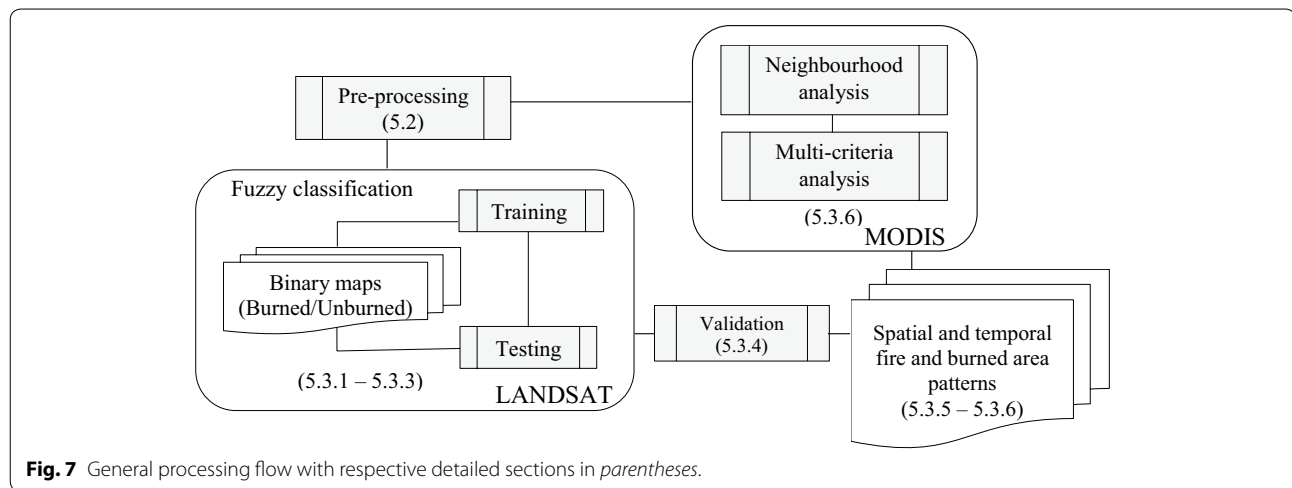 Neighbourhood
analysis
Pre-processing
(5.2)
Multi-criteria
analysis
(5.3.6)
MODIS
Fuzzy classification
Training
Binary maps
(Burned/Unburned)
Testing
(5.3.1 – 5.3.3)
LANDSAT
Validation
(5.3.4)
Spatial and temporal
fire and burned area
patterns
(5.3.5 – 5.3.6)
Fig. 7 General processing flow with respective detailed sections in parentheses.